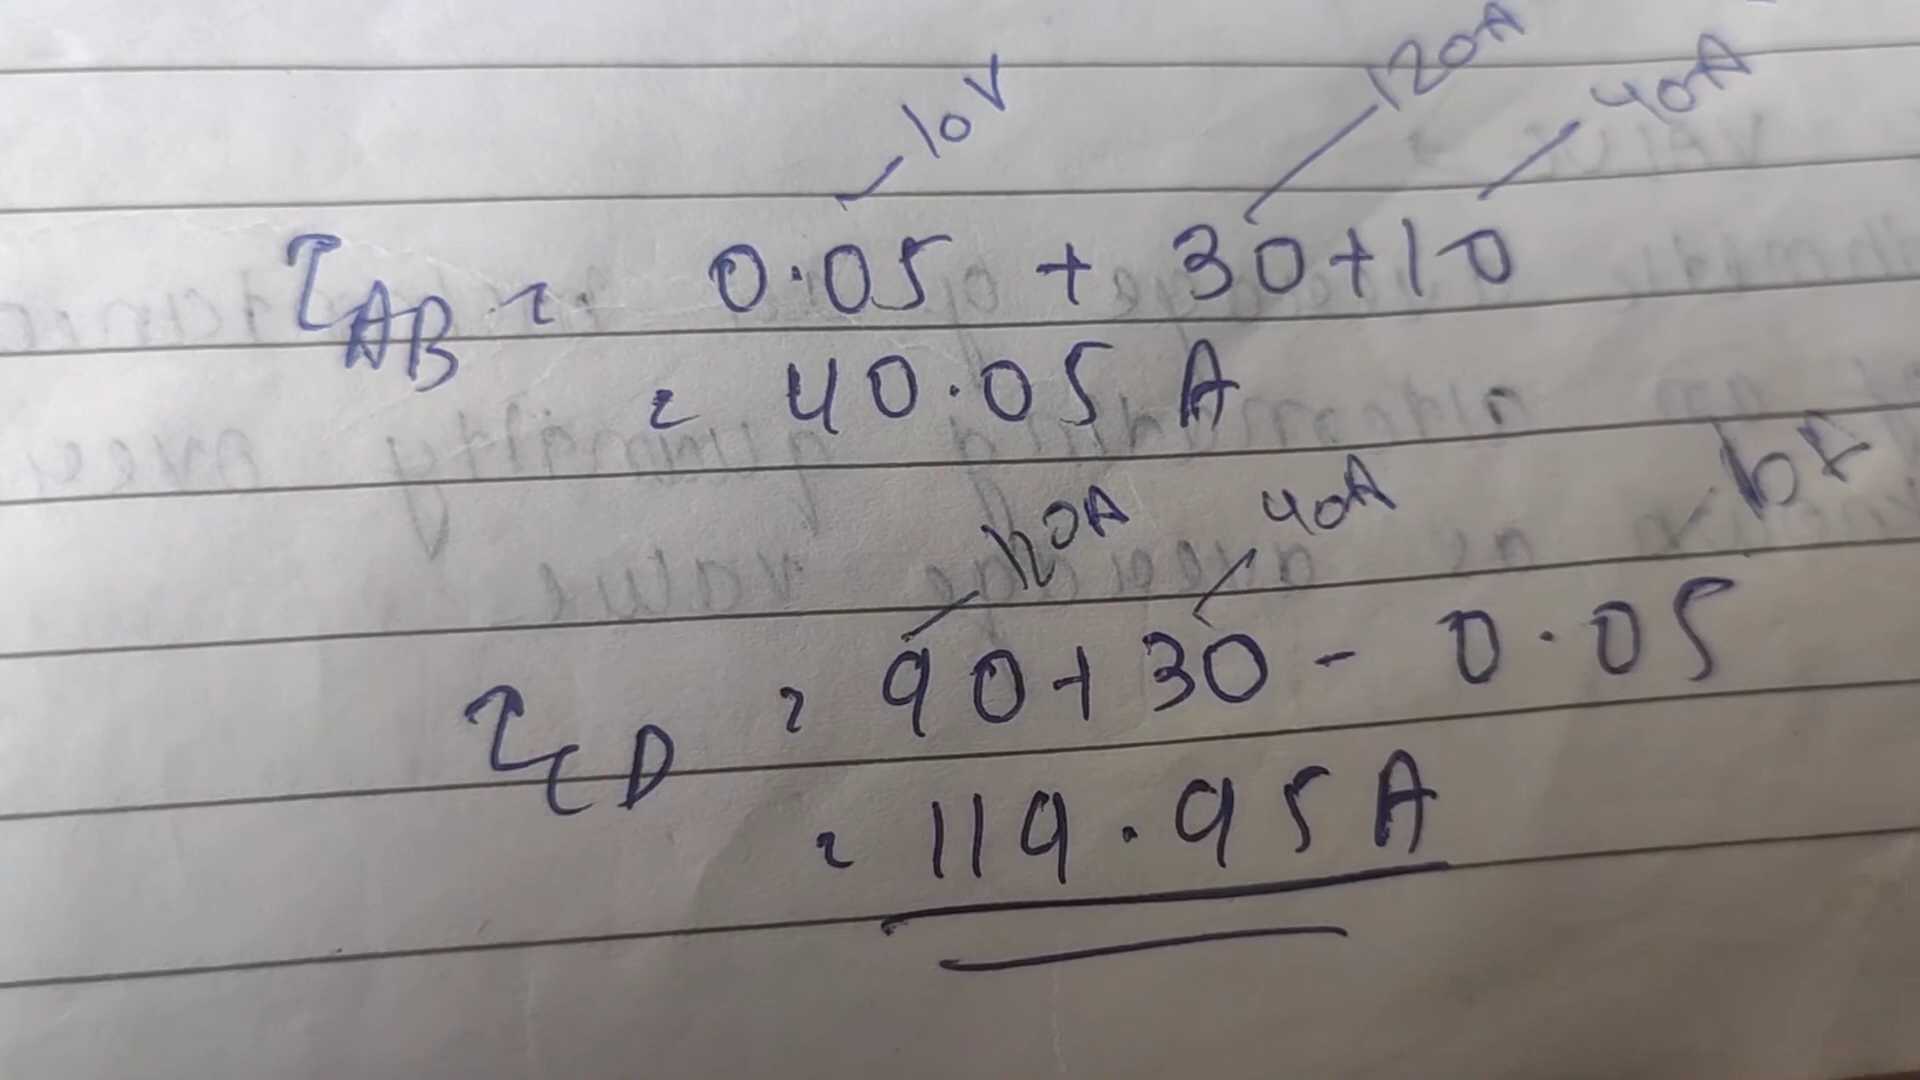 10V 120A 40A
I_AB = 0.05 + 30 + 10
= 40.05 A
120A 40A
I_CD = 90 + 30 - 0.05
= 119.95 A